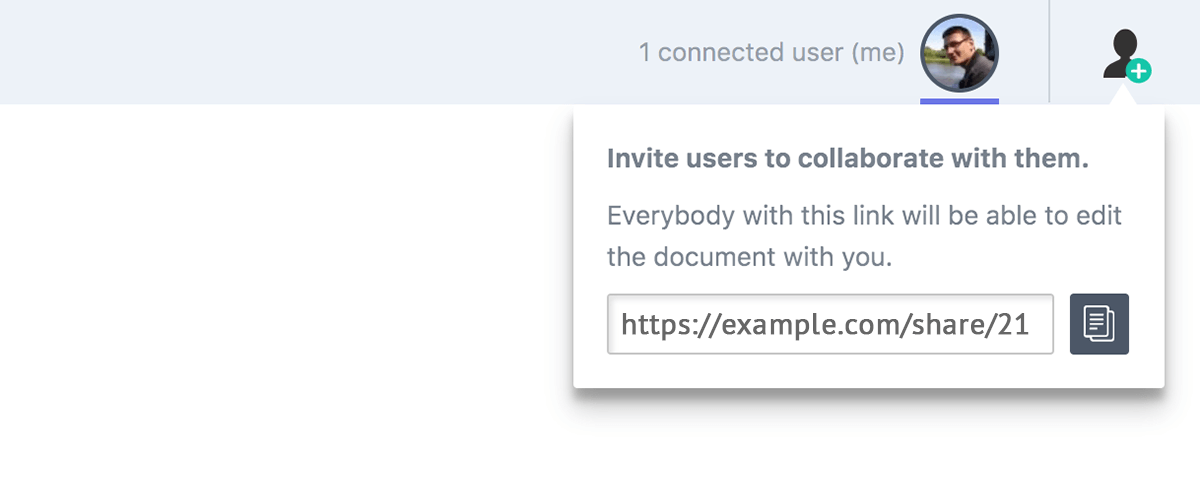 1 connected user (me)
Invite users to collaborate with them.
Everybody with this link will be able to edit
the document with you.
https://example.com/share/21